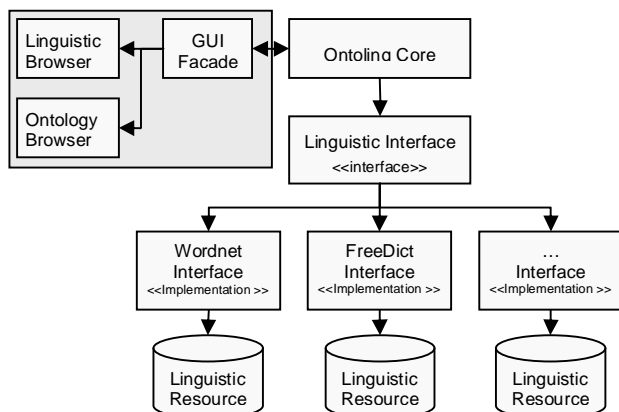 Linguistic
Browser
GUI
Facade
Ontoling Core
Ontology
Browser
Linguistic Interface
<<interface>>
Wordnet
Interface
<<Implementation >>
FreeDict
Interface
<<Implementation >>
…
Interface
<<Implementation >>
Linguistic
Resource
Linguistic
Resource
Linguistic
Resource